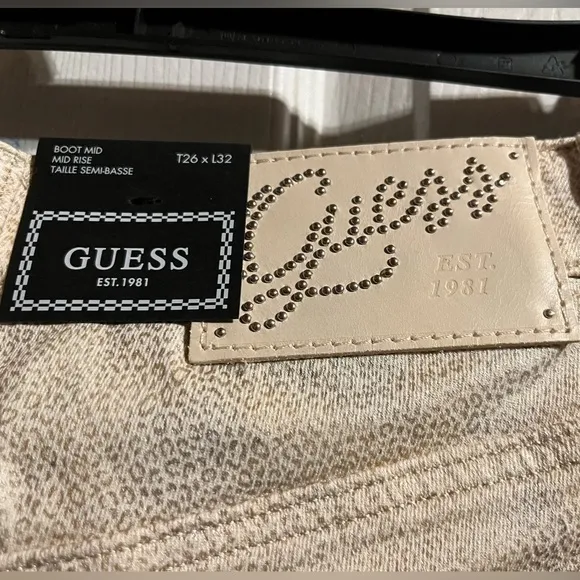 BOOT MID
MID RISE
TAILLE SEMI-BASSE
T26 x L32
GUESS
EST. 1981
Guess
EST.
1981